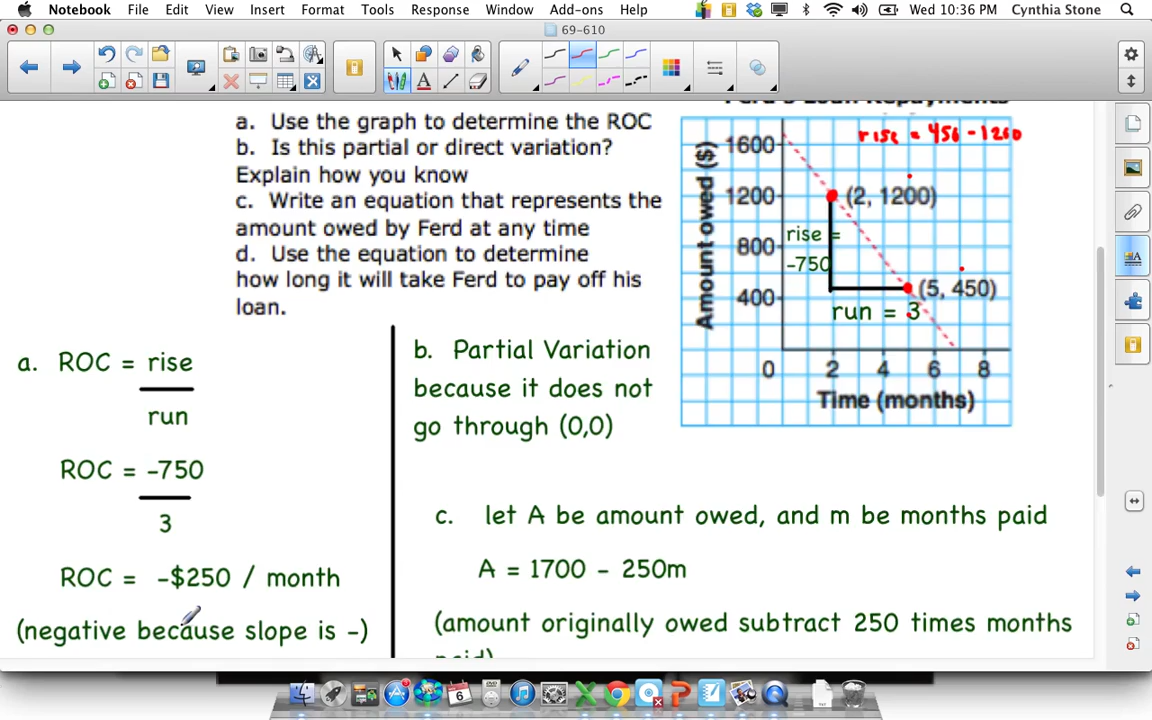 Notebook File Edit View Insert Format Tools Response Window Add-ons Help Wed 10:36 PM Cynthia Stone
69-610
a. Use the graph to determine the ROC
b. Is this partial or direct variation?
Explain how you know
c. Write an equation that represents the
amount owed by Ferd at any time
d. Use the equation to determine
how long it will take Ferd to pay off his
loan.
rise = 450 - 1200
Amount owed ($)
1600
1200
800
400
0
2 4 6 8
Time (months)
(2, 1200)
rise =
-750
(5, 450)
run = 3
a. ROC = rise
run
ROC = -750
3
ROC = -$250 / month
(negative because slope is -)
b. Partial Variation
because it does not
go through (0,0)
c. let A be amount owed, and m be months paid
A = 1700 - 250m
(amount originally owed subtract 250 times months
paid)